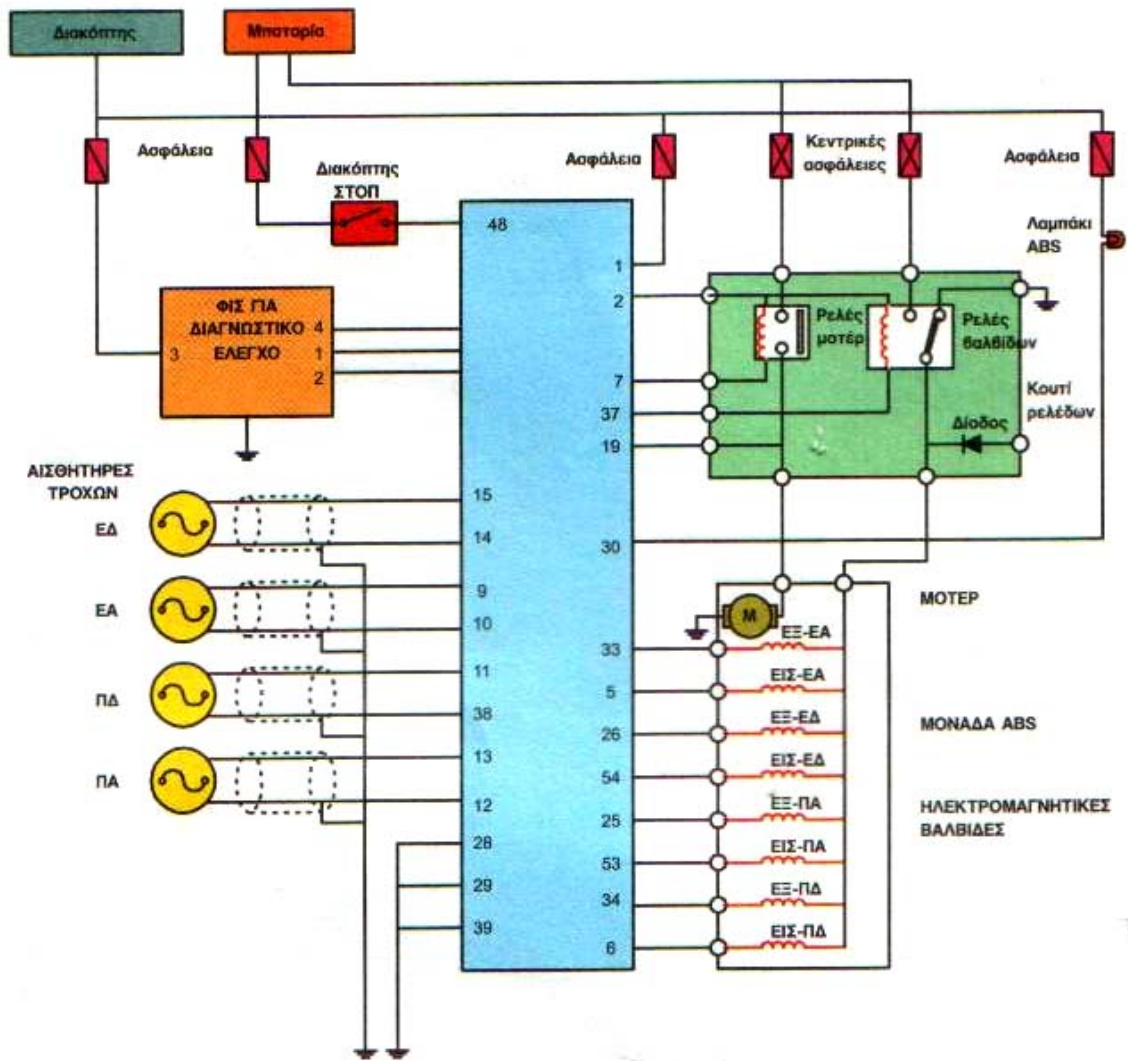 Διακόπτης
Μπαταρία
Ασφάλεια
Διακόπτης
ΣΤΟΠ
Ασφάλεια
Κεντρικές
ασφάλειες
Ασφάλεια
Λαμπάκι
ABS
48
1
2
7
37
19
30
ΦΙΣ ΓΙΑ
ΔΙΑΓΝΩΣΤΙΚΟ
ΕΛΕΓΧΟ
3
4
1
2
Ρελές
μοτέρ
Ρελές
βαλβίδων
Κουτί
ρελέδων
Δίοδος
ΑΙΣΘΗΤΗΡΕΣ
ΤΡΟΧΩΝ
ΕΔ
15
14
ΕΑ
9
10
ΠΔ
11
38
ΠΑ
13
12
28
29
39
M
ΜΟΤΕΡ
33
ΕΞ-ΕΑ
5
ΕΙΣ-ΕΑ
26
ΕΞ-ΕΔ
ΜΟΝΑΔΑ ABS
54
ΕΙΣ-ΕΔ
25
ΕΞ-ΠΑ
ΗΛΕΚΤΡΟΜΑΓΝΗΤΙΚΕΣ
ΒΑΛΒΙΔΕΣ
53
ΕΙΣ-ΠΑ
34
ΕΞ-ΠΔ
6
ΕΙΣ-ΠΔ